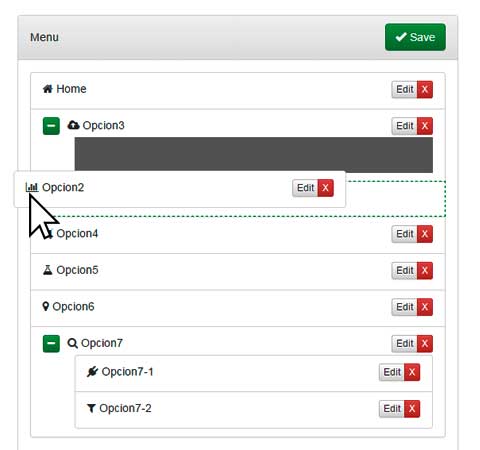 Menu Save
Home Edit X
Opcion3 Edit X
Opcion2 Edit X
Opcion4 Edit X
Opcion5 Edit X
Opcion6 Edit X
Opcion7 Edit X
Opcion7-1 Edit X
Opcion7-2 Edit X